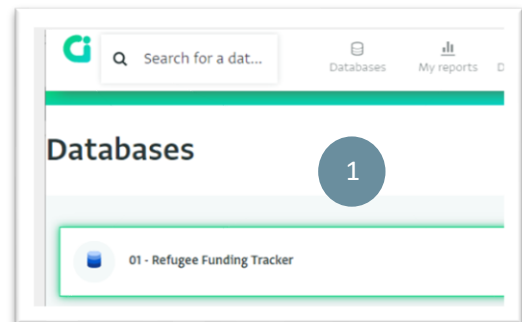 Search for a dat...
Databases
My reports
D
Databases
1
01 - Refugee Funding Tracker